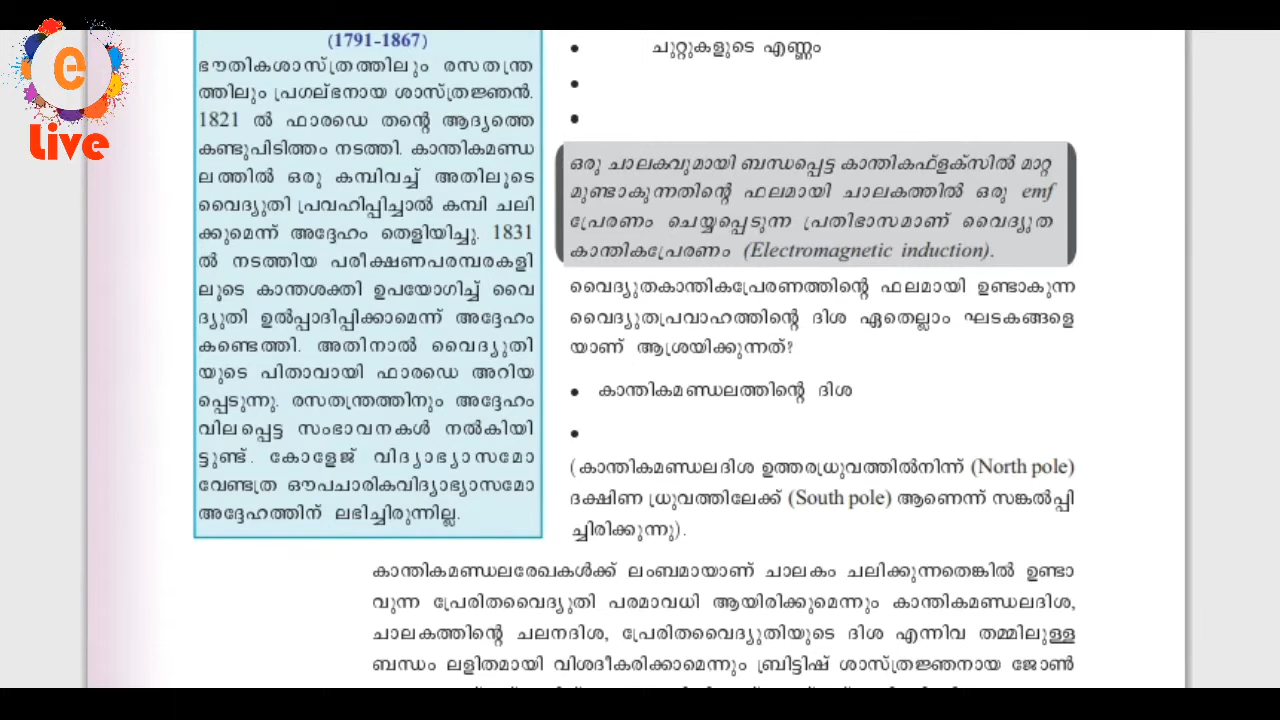 e
Live
(1791-1867)
ഭൗതികശാസ്ത്രത്തിലും രസതന്ത്ര
ത്തിലും പ്രഗല്ഭനായ ശാസ്ത്രജ്ഞൻ.
1821 ൽ ഫാരഡെ തന്റെ ആദ്യത്തെ
കണ്ടുപിടിത്തം നടത്തി. കാന്തികമണ്ഡ
ലത്തിൽ ഒരു കമ്പിവച്ച് അതിലൂടെ
വൈദ്യുതി പ്രവഹിപ്പിച്ചാൽ കമ്പി ചലി
ക്കുമെന്ന് അദ്ദേഹം തെളിയിച്ചു. 1831
ൽ നടത്തിയ പരീക്ഷണപരമ്പരകളി
ലൂടെ കാന്തശക്തി ഉപയോഗിച്ച് വൈ
ദ്യുതി ഉൽപ്പാദിപ്പിക്കാമെന്ന് അദ്ദേഹം
കണ്ടെത്തി. അതിനാൽ വൈദ്യുതി
യുടെ പിതാവായി ഫാരഡെ അറിയ
പ്പെടുന്നു. രസതന്ത്രത്തിനും അദ്ദേഹം
വിലപ്പെട്ട സംഭാവനകൾ നൽകിയി
ട്ടുണ്ട്. കോളേജ് വിദ്യാഭ്യാസമോ
വേണ്ടത്ര ഔപചാരികവിദ്യാഭ്യാസമോ
അദ്ദേഹത്തിന് ലഭിച്ചിരുന്നില്ല.
• ചുറ്റുകളുടെ എണ്ണം
•
•
ഒരു ചാലകവുമായി ബന്ധപ്പെട്ട കാന്തികഫ്ളക്സിൽ മാറ്റ
മുണ്ടാകുന്നതിന്റെ ഫലമായി ചാലകത്തിൽ ഒരു emf
പ്രേരണം ചെയ്യപ്പെടുന്ന പ്രതിഭാസമാണ് വൈദ്യുത
കാന്തികപ്രേരണം (Electromagnetic induction).
വൈദ്യുതകാന്തികപ്രേരണത്തിന്റെ ഫലമായി ഉണ്ടാകുന്ന
വൈദ്യുതപ്രവാഹത്തിന്റെ ദിശ ഏതെല്ലാം ഘടകങ്ങളെ
യാണ് ആശ്രയിക്കുന്നത്?
• കാന്തികമണ്ഡലത്തിന്റെ ദിശ
•
(കാന്തികമണ്ഡലദിശ ഉത്തരധ്രുവത്തിൽനിന്ന് (North pole)
ദക്ഷിണ ധ്രുവത്തിലേക്ക് (South pole) ആണെന്ന് സങ്കൽപ്പി
ച്ചിരിക്കുന്നു).
കാന്തികമണ്ഡലരേഖകൾക്ക് ലംബമായാണ് ചാലകം ചലിക്കുന്നതെങ്കിൽ ഉണ്ടാ
വുന്ന പ്രേരിതവൈദ്യുതി പരമാവധി ആയിരിക്കുമെന്നും കാന്തികമണ്ഡലദിശ,
ചാലകത്തിന്റെ ചലനദിശ, പ്രേരിതവൈദ്യുതിയുടെ ദിശ എന്നിവ തമ്മിലുള്ള
ബന്ധം ലളിതമായി വിശദീകരിക്കാമെന്നും ബ്രിട്ടിഷ് ശാസ്ത്രജ്ഞനായ ജോൺ